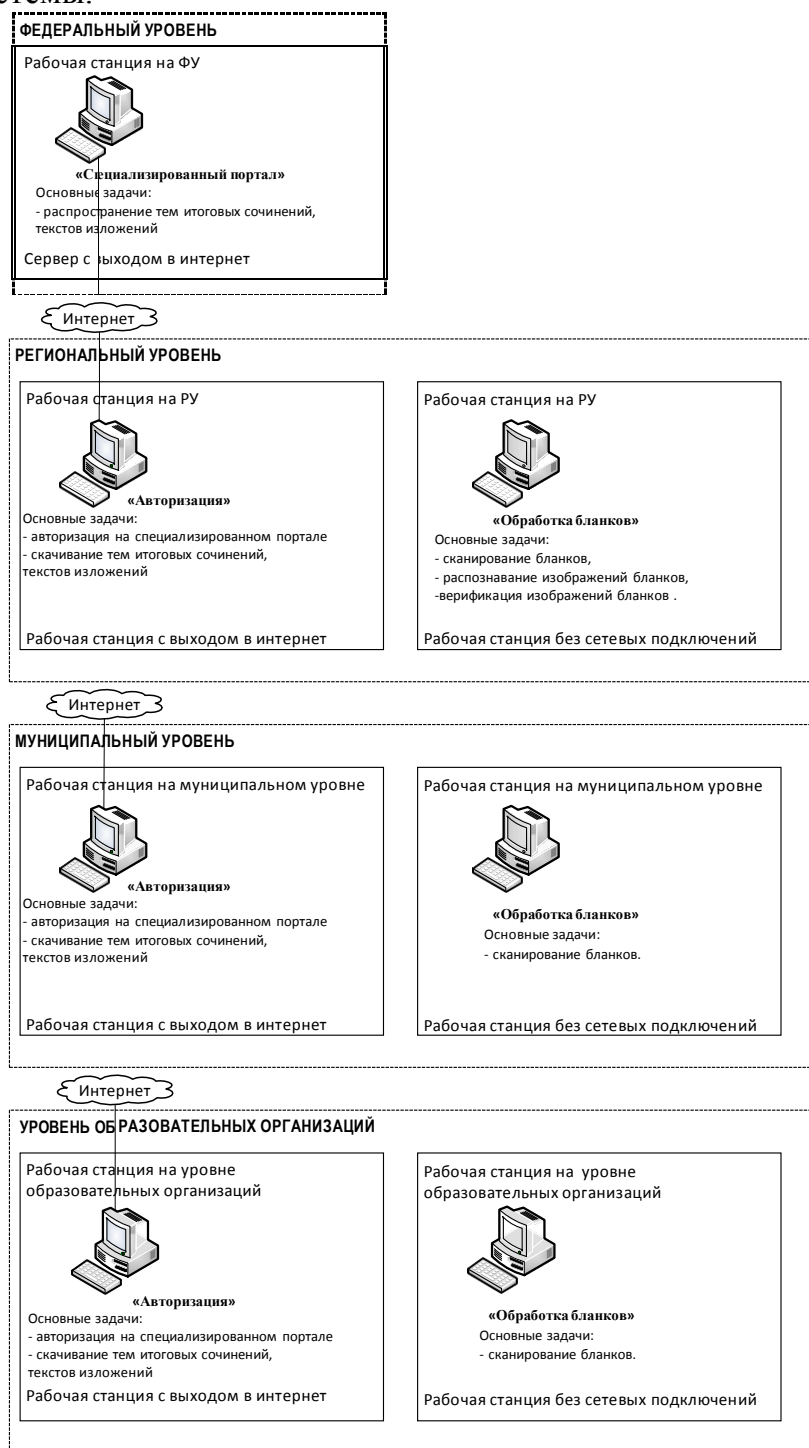 стемы.
ФЕДЕРАЛЬНЫЙ УРОВЕНЬ
Рабочая станция на ФУ
«Специализированный портал»
Основные задачи:
- распространение тем итоговых сочинений,
текстов изложений
Сервер с выходом в интернет
Интернет
РЕГИОНАЛЬНЫЙ УРОВЕНЬ
Рабочая станция на РУ
«Авторизация»
Основные задачи:
- авторизация на специализированном портале
- скачивание тем итоговых сочинений,
текстов изложений
Рабочая станция с выходом в интернет
Рабочая станция на РУ
«Обработка бланков»
Основные задачи:
- сканирование бланков,
- распознавание изображений бланков,
-верификация изображений бланков .
Рабочая станция без сетевых подключений
Интернет
МУНИЦИПАЛЬНЫЙ УРОВЕНЬ
Рабочая станция на муниципальном уровне
«Авторизация»
Основные задачи:
- авторизация на специализированном портале
- скачивание тем итоговых сочинений,
текстов изложений
Рабочая станция с выходом в интернет
Рабочая станция на муниципальном уровне
«Обработка бланков»
Основные задачи:
- сканирование бланков.
Рабочая станция без сетевых подключений
Интернет
УРОВЕНЬ ОБРАЗОВАТЕЛЬНЫХ ОРГАНИЗАЦИЙ
Рабочая станция на уровне
образовательных организаций
«Авторизация»
Основные задачи:
- авторизация на специализированном портале
- скачивание тем итоговых сочинений,
текстов изложений
Рабочая станция с выходом в интернет
Рабочая станция на уровне
образовательных организаций
«Обработка бланков»
Основные задачи:
- сканирование бланков.
Рабочая станция без сетевых подключений